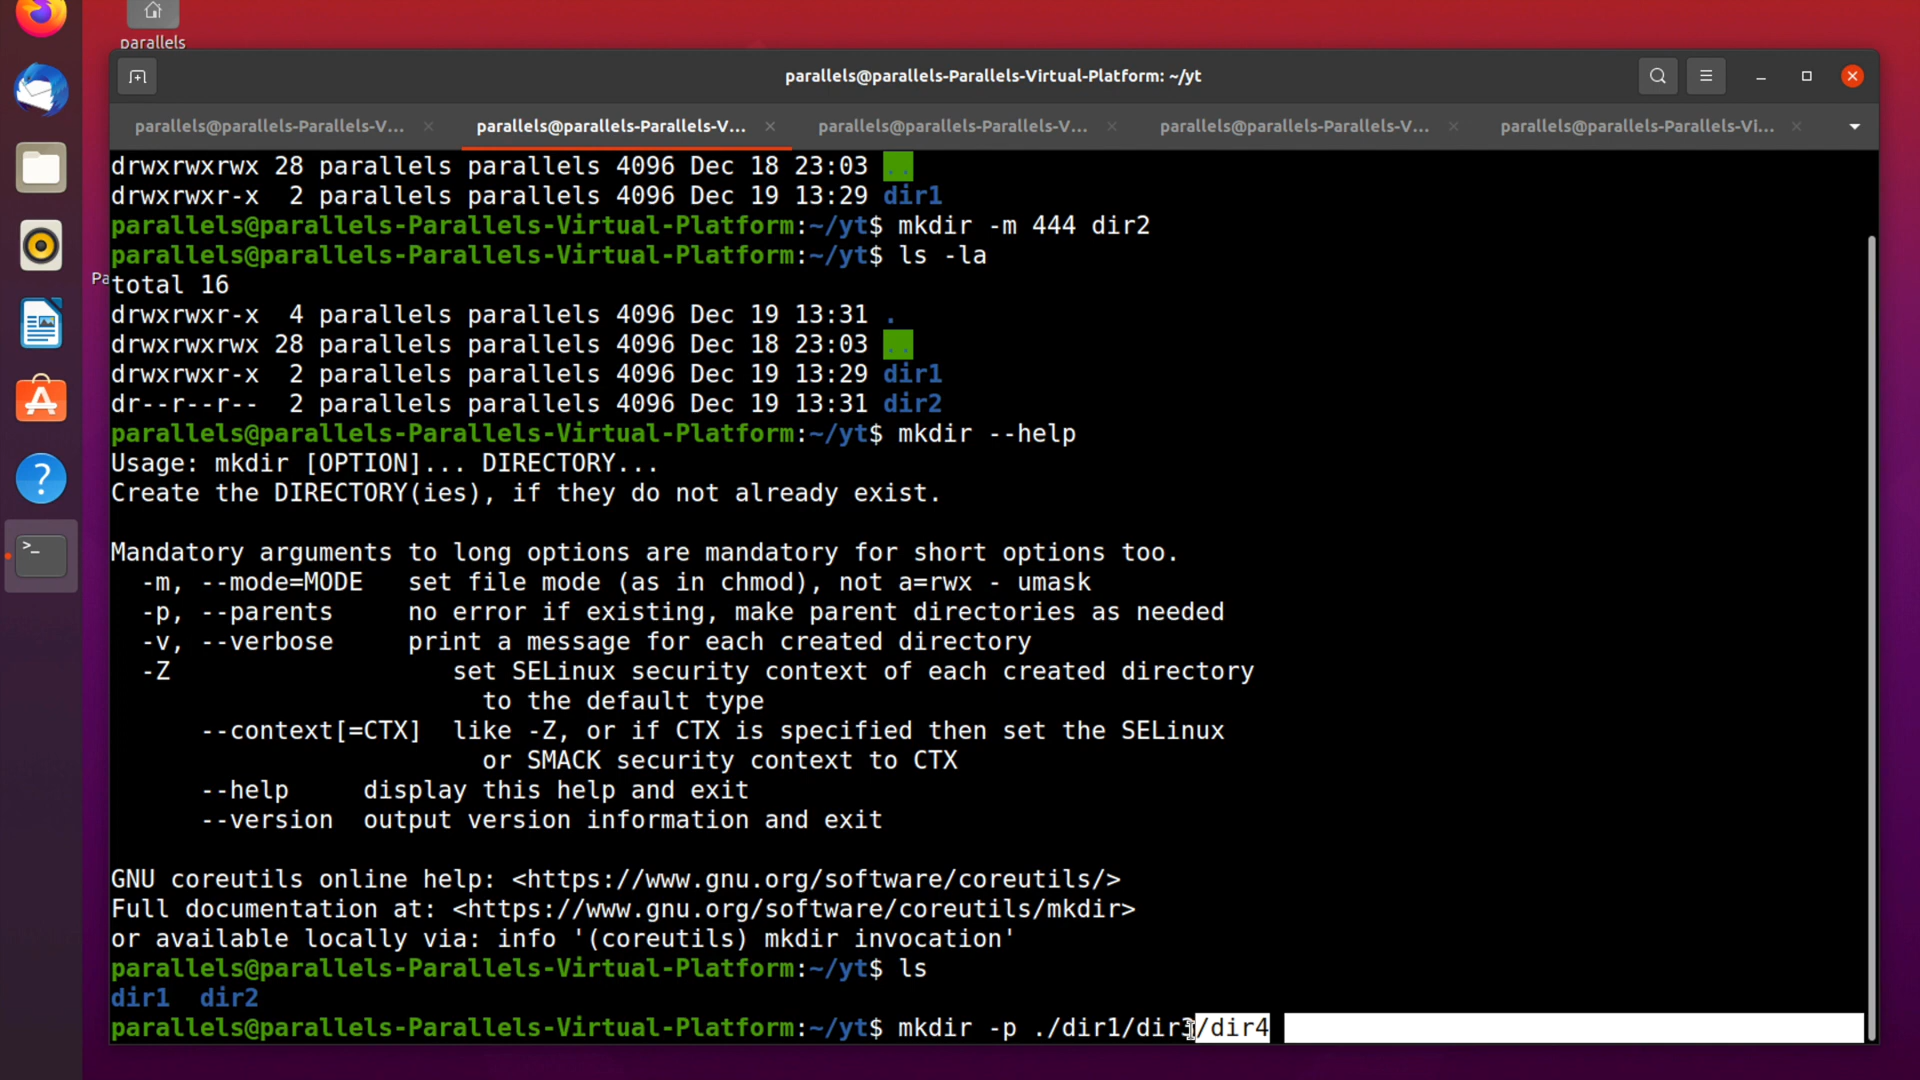 parallels
parallels@parallels-Parallels-Virtual-Platform: ~/yt
parallels@parallels-Parallels-V...
parallels@parallels-Parallels-V...
parallels@parallels-Parallels-V...
parallels@parallels-Parallels-V...
parallels@parallels-Parallels-Vi...
Pa
drwxrwxrwx 28 parallels parallels 4096 Dec 18 23:03 ..
drwxrwxr-x  2 parallels parallels 4096 Dec 19 13:29 dir1
parallels@parallels-Parallels-Virtual-Platform:~/yt$ mkdir -m 444 dir2
parallels@parallels-Parallels-Virtual-Platform:~/yt$ ls -la
total 16
drwxrwxr-x  4 parallels parallels 4096 Dec 19 13:31 .
drwxrwxrwx 28 parallels parallels 4096 Dec 18 23:03 ..
drwxrwxr-x  2 parallels parallels 4096 Dec 19 13:29 dir1
dr--r--r--  2 parallels parallels 4096 Dec 19 13:31 dir2
parallels@parallels-Parallels-Virtual-Platform:~/yt$ mkdir --help
Usage: mkdir [OPTION]... DIRECTORY...
Create the DIRECTORY(ies), if they do not already exist.
Mandatory arguments to long options are mandatory for short options too.
  -m, --mode=MODE   set file mode (as in chmod), not a=rwx - umask
  -p, --parents     no error if existing, make parent directories as needed
  -v, --verbose     print a message for each created directory
  -Z                   set SELinux security context of each created directory
                         to the default type
      --context[=CTX]  like -Z, or if CTX is specified then set the SELinux
                         or SMACK security context to CTX
      --help     display this help and exit
      --version  output version information and exit
GNU coreutils online help: <https://www.gnu.org/software/coreutils/>
Full documentation at: <https://www.gnu.org/software/coreutils/mkdir>
or available locally via: info '(coreutils) mkdir invocation'
parallels@parallels-Parallels-Virtual-Platform:~/yt$ ls
dir1  dir2
parallels@parallels-Parallels-Virtual-Platform:~/yt$ mkdir -p ./dir1/dir3/dir4